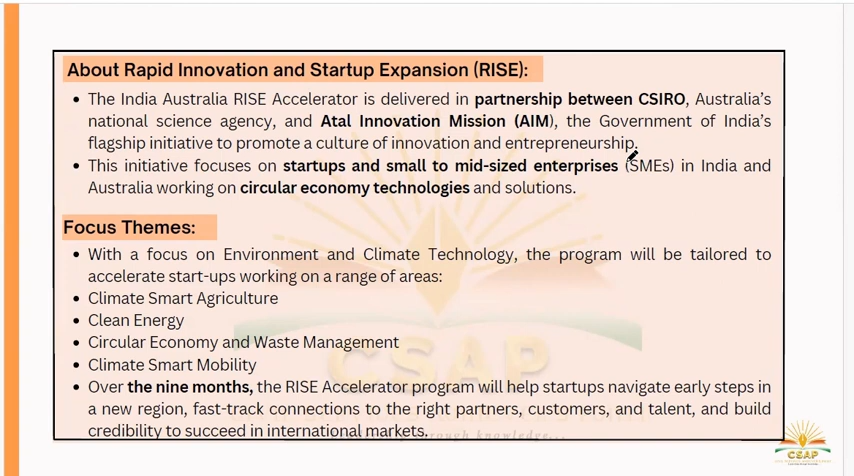 About Rapid Innovation and Startup Expansion (RISE):
• The India Australia RISE Accelerator is delivered in partnership between CSIRO, Australia's
national science agency, and Atal Innovation Mission (AIM), the Government of India's
flagship initiative to promote a culture of innovation and entrepreneurship.
• This initiative focuses on startups and small to mid-sized enterprises (SMEs) in India and
Australia working on circular economy technologies and solutions.
Focus Themes:
• With a focus on Environment and Climate Technology, the program will be tailored to
accelerate start-ups working on a range of areas:
• Climate Smart Agriculture
• Clean Energy
• Circular Economy and Waste Management
• Climate Smart Mobility
• Over the nine months, the RISE Accelerator program will help startups navigate early steps in
a new region, fast-track connections to the right partners, customers, and talent, and build
credibility to succeed in international markets.
CSAP
through knowledge...
CSAP